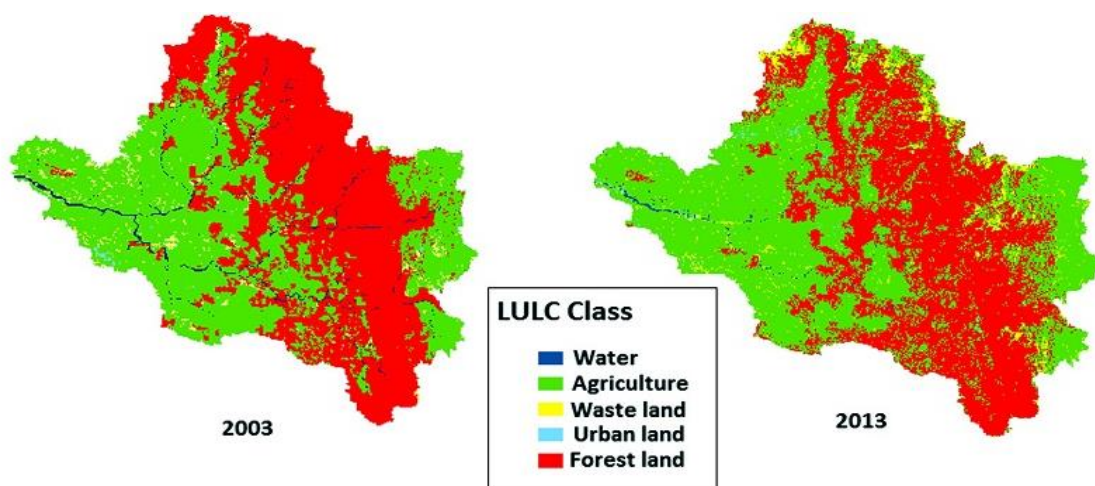 2003
LULC Class
Water
Agriculture
Waste land
Urban land
Forest land
2013